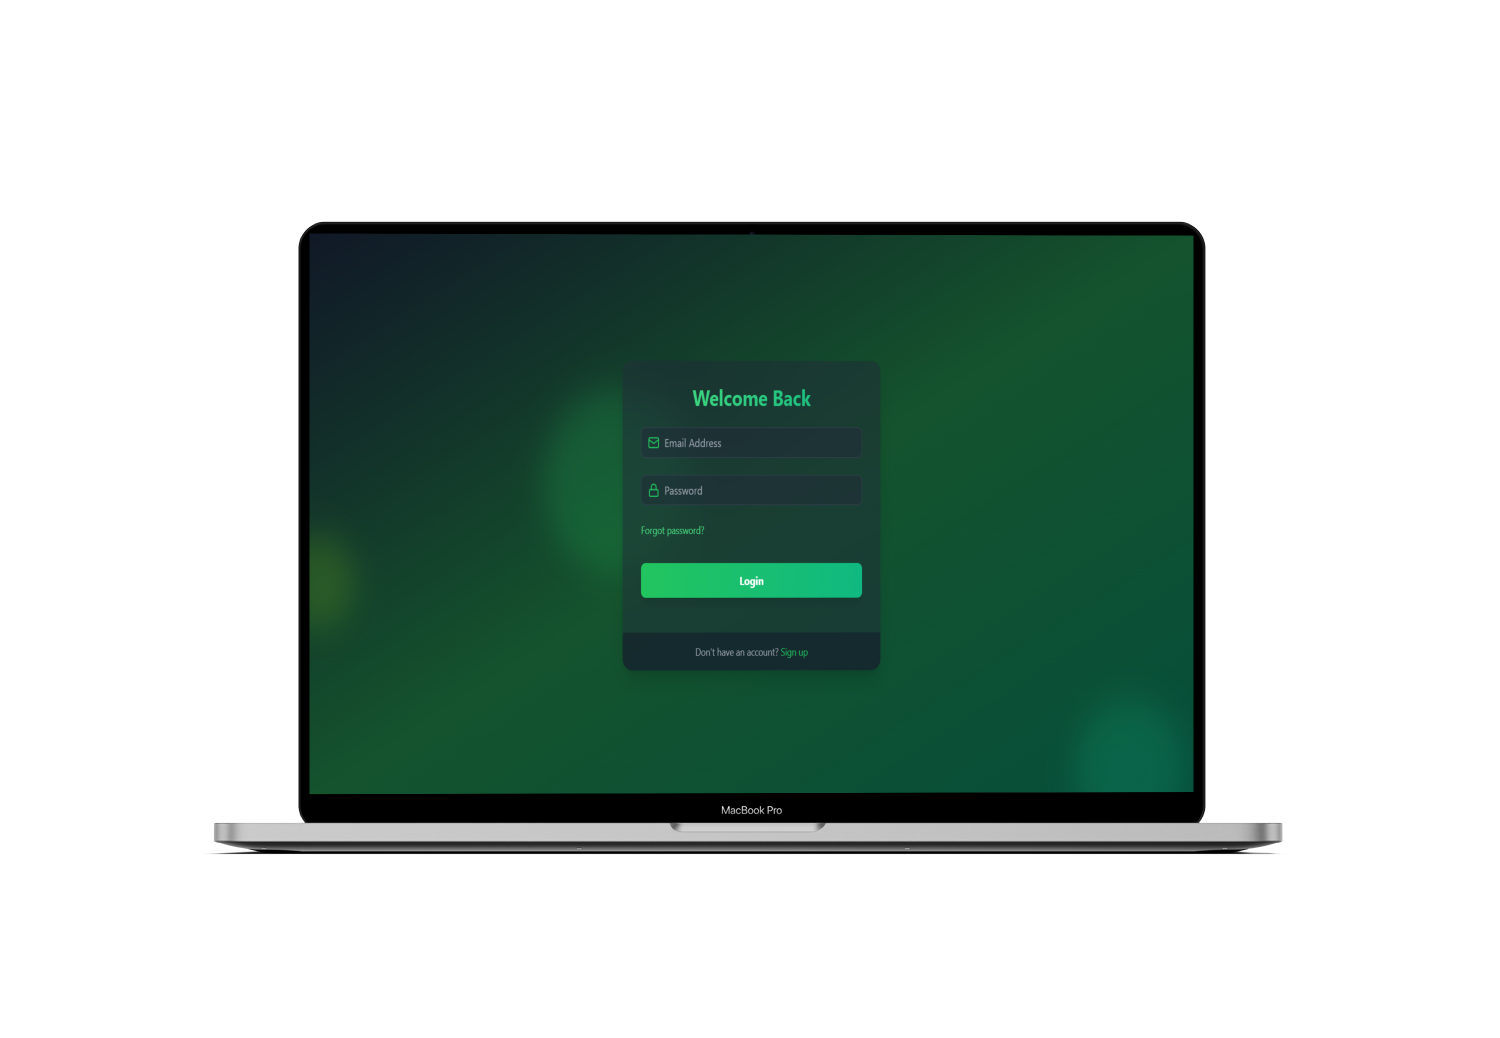 Welcome Back
Email Address
Password
Forgot password?
Login
Don't have an account? Sign up
MacBook Pro